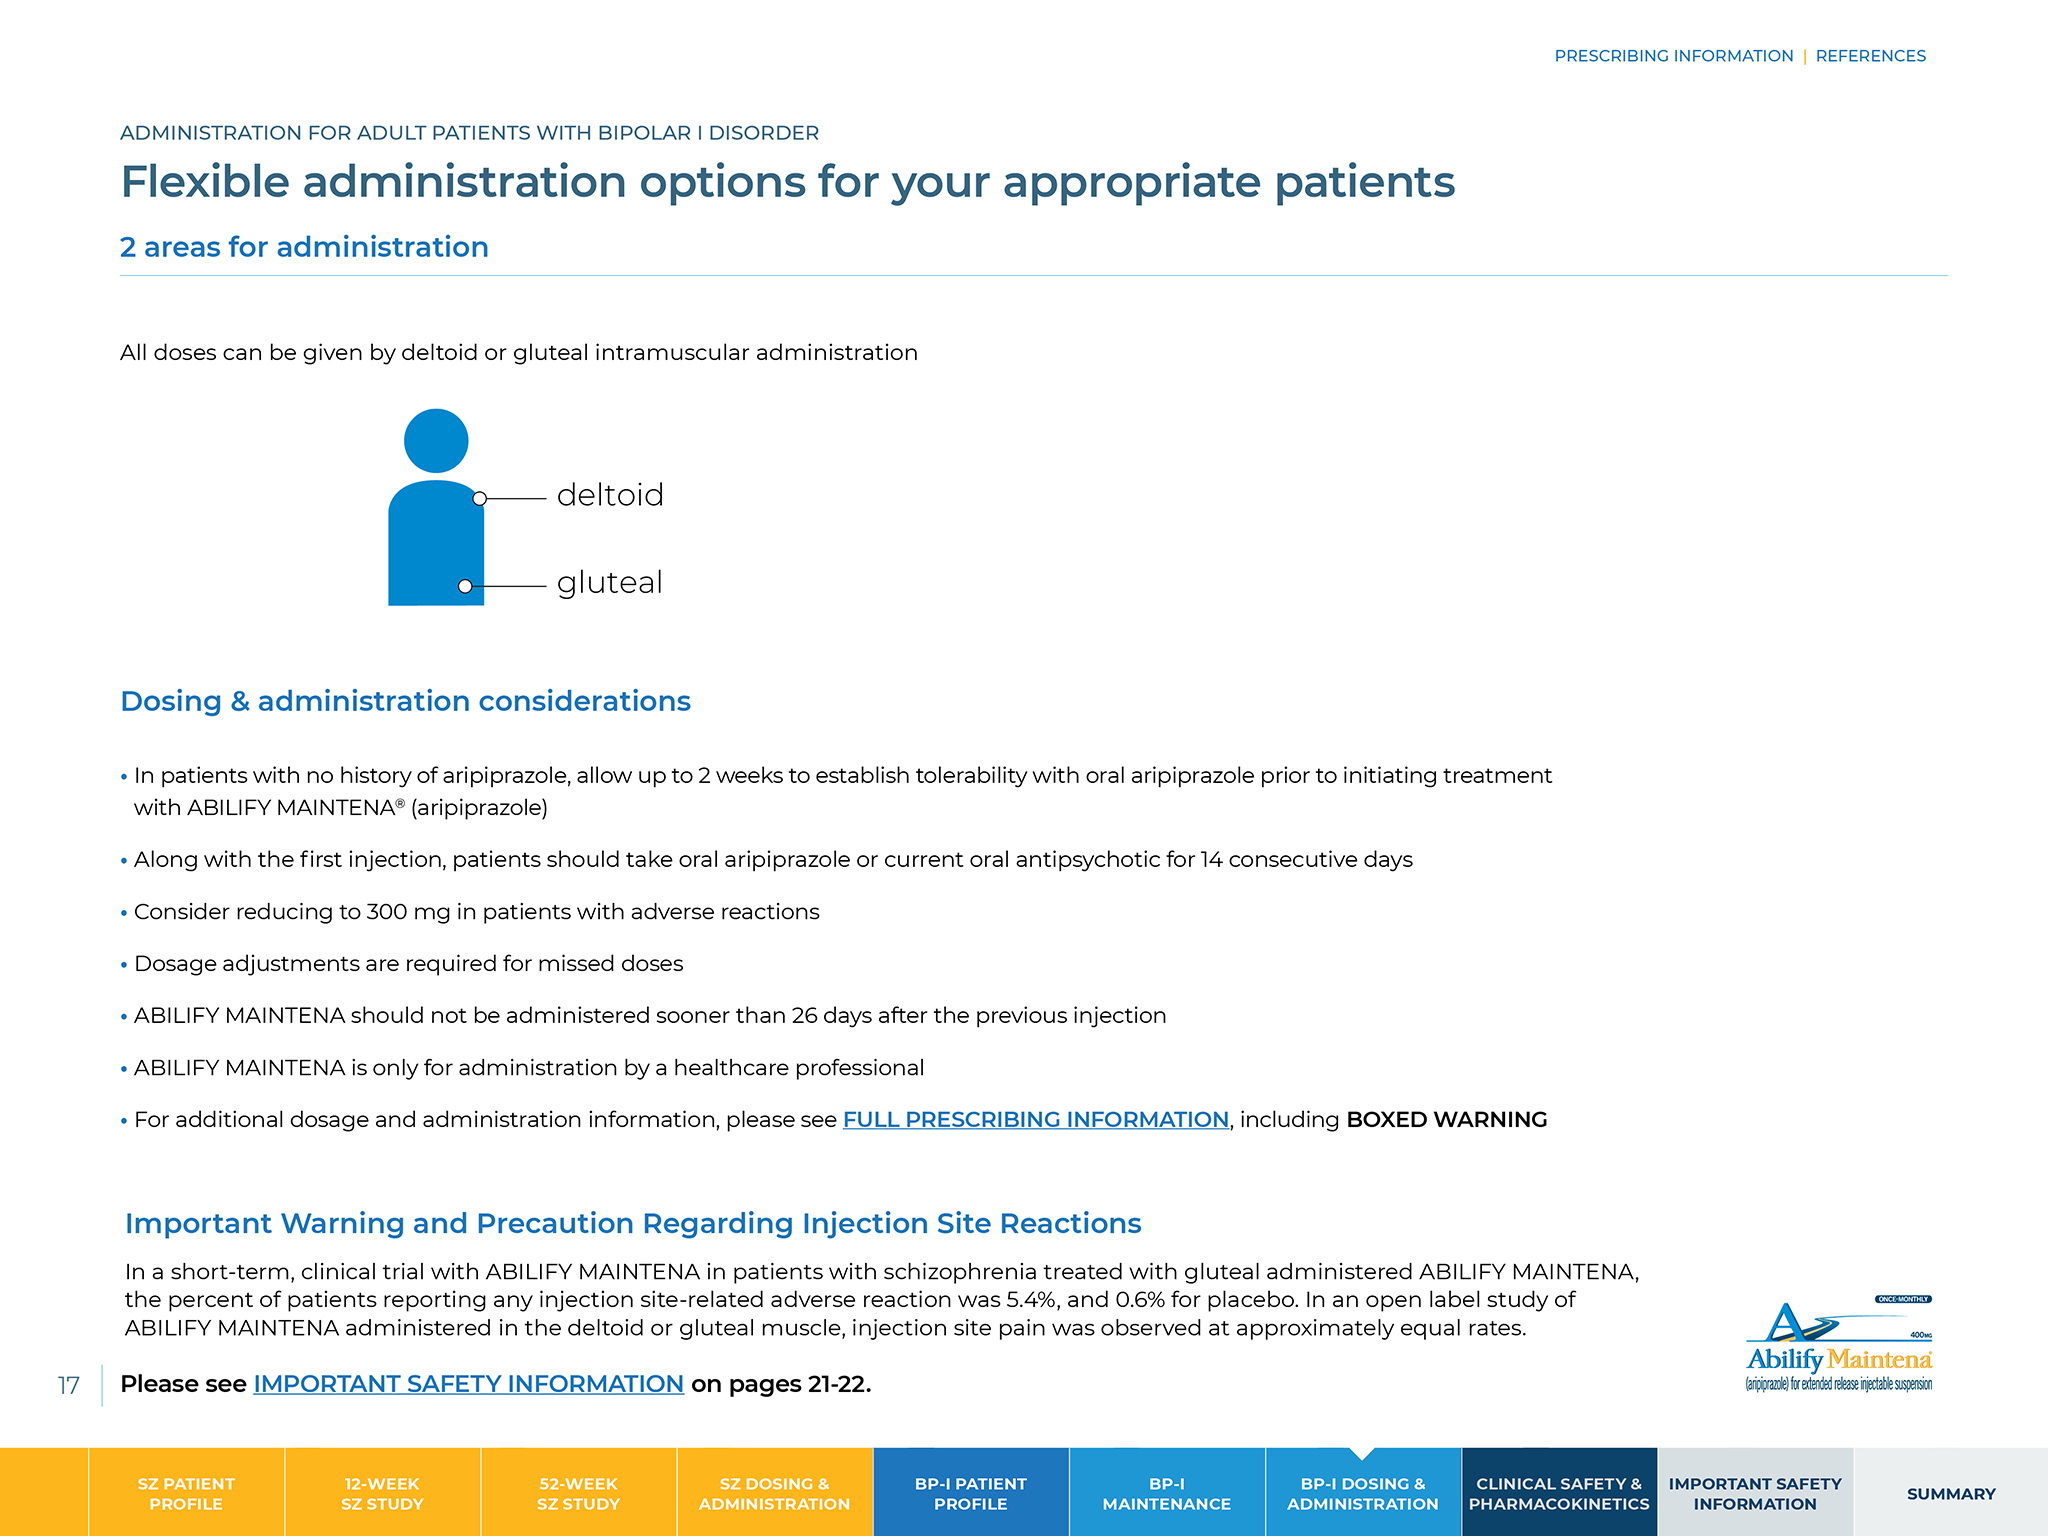 PRESCRIBING INFORMATION | REFERENCES
ADMINISTRATION FOR ADULT PATIENTS WITH BIPOLAR I DISORDER
Flexible administration options for your appropriate patients
2 areas for administration
All doses can be given by deltoid or gluteal intramuscular administration
deltoid
gluteal
Dosing & administration considerations
• In patients with no history of aripiprazole, allow up to 2 weeks to establish tolerability with oral aripiprazole prior to initiating treatment
with ABILIFY MAINTENA® (aripiprazole)
• Along with the first injection, patients should take oral aripiprazole or current oral antipsychotic for 14 consecutive days
• Consider reducing to 300 mg in patients with adverse reactions
• Dosage adjustments are required for missed doses
• ABILIFY MAINTENA should not be administered sooner than 26 days after the previous injection
• ABILIFY MAINTENA is only for administration by a healthcare professional
• For additional dosage and administration information, please see FULL PRESCRIBING INFORMATION, including BOXED WARNING
Important Warning and Precaution Regarding Injection Site Reactions
In a short-term, clinical trial with ABILIFY MAINTENA in patients with schizophrenia treated with gluteal administered ABILIFY MAINTENA,
the percent of patients reporting any injection site-related adverse reaction was 5.4%, and 0.6% for placebo. In an open label study of
ABILIFY MAINTENA administered in the deltoid or gluteal muscle, injection site pain was observed at approximately equal rates.
ONCE-MONTHLY
400MG
Abilify Maintena®
(aripiprazole) for extended release injectable suspension
17
Please see IMPORTANT SAFETY INFORMATION on pages 21-22.
SZ PATIENT
PROFILE
12-WEEK
SZ STUDY
52-WEEK
SZ STUDY
SZ DOSING &
ADMINISTRATION
BP-I PATIENT
PROFILE
BP-I
MAINTENANCE
BP-I DOSING &
ADMINISTRATION
CLINICAL SAFETY &
PHARMACOKINETICS
IMPORTANT SAFETY
INFORMATION
SUMMARY